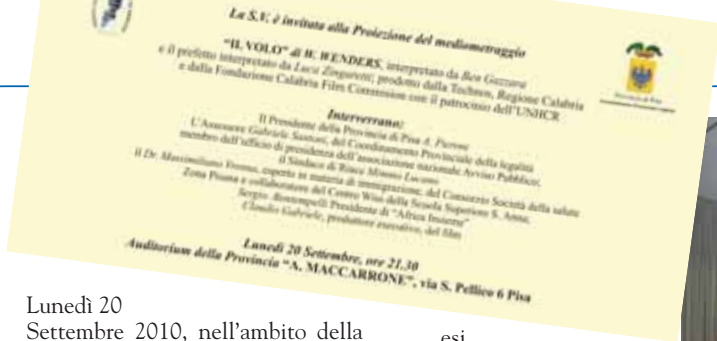 La S.V. è invitata alla Proiezione del mediometraggio
“IL VOLO” di W. WENDERS, interpretato da Ben Gazzara
e il prefetto interpretato da Luca Zingaretti; prodotto dalla Technos, Regione Calabria
e dalla Fondazione Calabria Film Commission con il patrocinio dell'UNHCR
Interverrano:
Il Presidente della Provincia di Pisa A. Pieroni
L'Assessore Gabriele Santoni, del Coordinamento Provinciale della legalità
membro dell'ufficio di presidenza dell'associazione nazionale Avviso Pubblico;
il Sindaco di Riace Mimmo Lucano
il Dr. Massimiliano esperto in materia di immigrazione, del Consorzio Società della salute
Zona Pisana e collaboratore del Centro Wiss della Scuola Superiore S. Anna;
Sergio Bontempelli Presidente di “Africa Insieme”
Claudio Gabriele, produttore esecutivo, del film
Lunedì 20 Settembre, ore 21.30
Auditorium della Provincia “A. MACCARRONE”, via S. Pellico 6 Pisa
Provincia di Pisa
Lunedì 20
Settembre 2010, nell’ambito della
esi